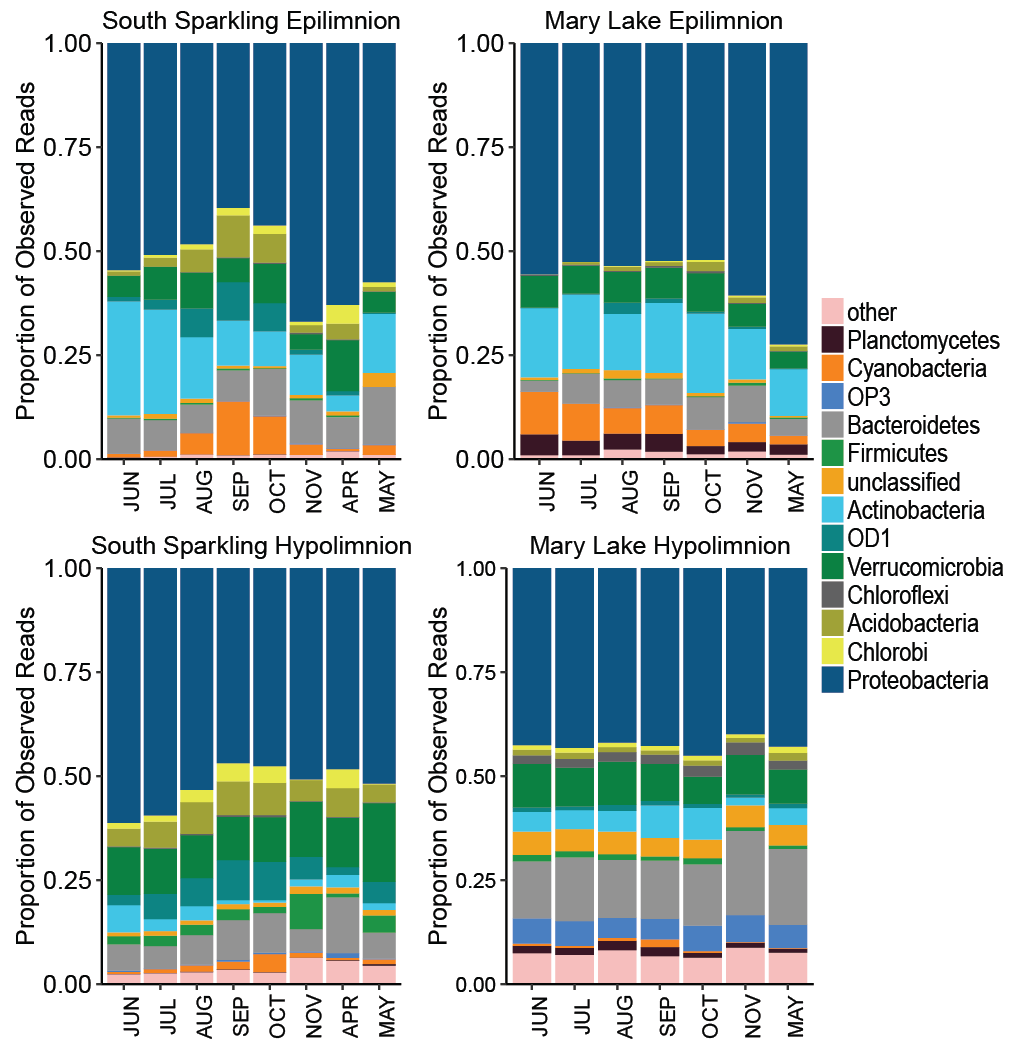 South Sparkling Epilimnion
Proportion of Observed Reads
1.00
0.75
0.50
0.25
0.00
JUN
JUL
AUG
SEP
OCT
NOV
APR
MAY
Mary Lake Epilimnion
Proportion of Observed Reads
1.00
0.75
0.50
0.25
0.00
JUN
JUL
AUG
SEP
OCT
NOV
MAY
South Sparkling Hypolimnion
Proportion of Observed Reads
1.00
0.75
0.50
0.25
0.00
JUN
JUL
AUG
SEP
OCT
NOV
APR
MAY
Mary Lake Hypolimnion
Proportion of Observed Reads
1.00
0.75
0.50
0.25
0.00
JUN
JUL
AUG
SEP
OCT
NOV
MAY
other
Planctomycetes
Cyanobacteria
OP3
Bacteroidetes
Firmicutes
unclassified
Actinobacteria
OD1
Verrucomicrobia
Chloroflexi
Acidobacteria
Chlorobi
Proteobacteria